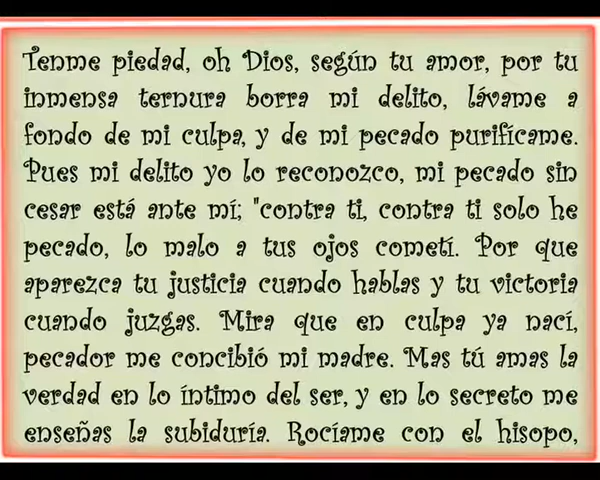 Tenme piedad, oh Dios, según tu amor, por tu
inmensa ternura borra mi delito, lávame a
fondo de mi culpa, y de mi pecado purifícame.
Pues mi delito yo lo reconozco, mi pecado sin
cesar está ante mí; "contra ti, contra ti solo he
pecado, lo malo a tus ojos cometí. Por que
aparezca tu justicia cuando hablas y tu victoria
cuando juzgas. Mira que en culpa ya nací,
pecador me concibió mi madre. Mas tú amas la
verdad en lo íntimo del ser, y en lo secreto me
enseñas la subiduría. Rocíame con el hisopo,